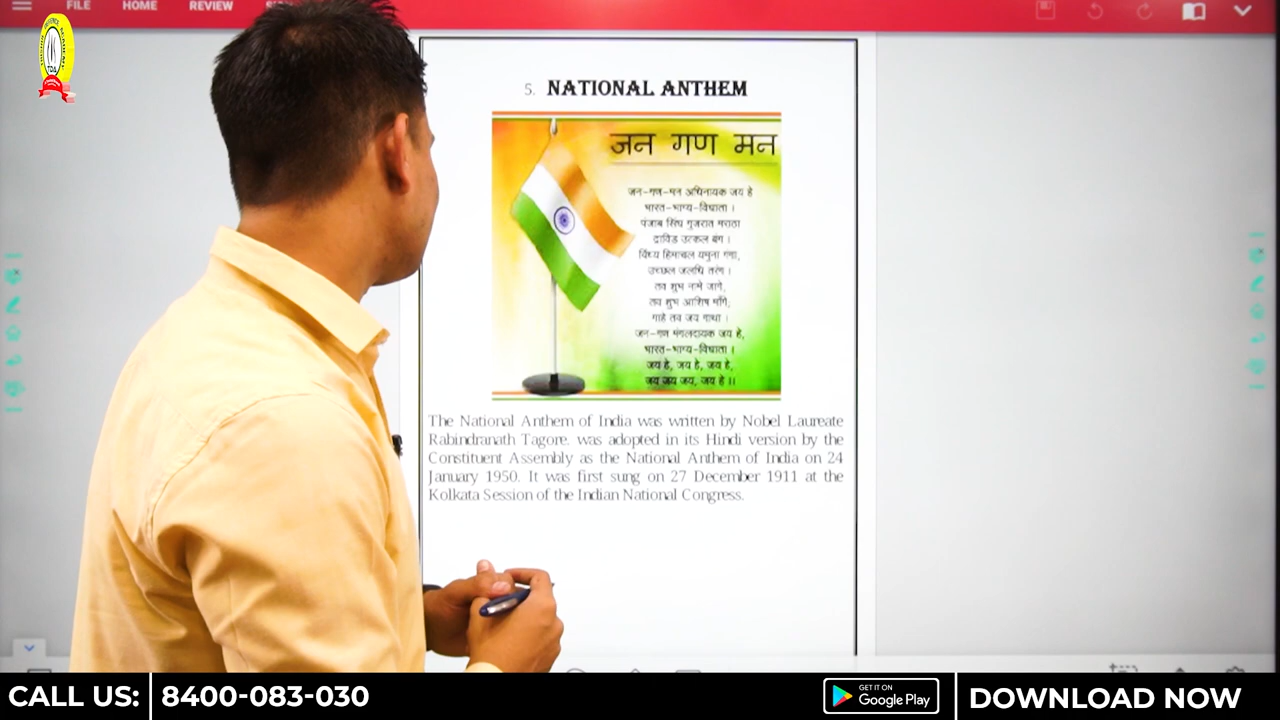 FILE HOME REVIEW
5. NATIONAL ANTHEM
जन गण मन
जन-गण-मन अधिनायक जय हे
भारत-भाग्य-विधाता ।
पंजाब सिंध गुजरात मराठा
द्राविड़ उत्कल बंग ।
विंध्य हिमाचल यमुना गंगा,
उच्छल जलधि तरंग ।
तव शुभ नामे जागे,
तव शुभ आशिष माँगे,
गाहे तव जय गाथा ।
जन-गण मंगलदायक जय हे,
भारत-भाग्य-विधाता ।
जय हे, जय हे, जय हे,
जय जय जय, जय हे ।।
The National Anthem of India was written by Nobel Laureate
Rabindranath Tagore. was adopted in its Hindi version by the
Constituent Assembly as the National Anthem of India on 24
January 1950. It was first sung on 27 December 1911 at the
Kolkata Session of the Indian National Congress.
CALL US: 8400-083-030
GET IT ON
Google Play
DOWNLOAD NOW